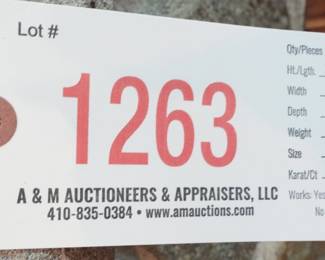 Lot #
1263
A & M AUCTIONEERS & APPRAISERS, LLC
410-835-0384 • www.amauctions.com
Qty/Pieces
Ht./Lgth.
Width
Depth
Weight
Size
Karat/Ct
Works: Yes
No